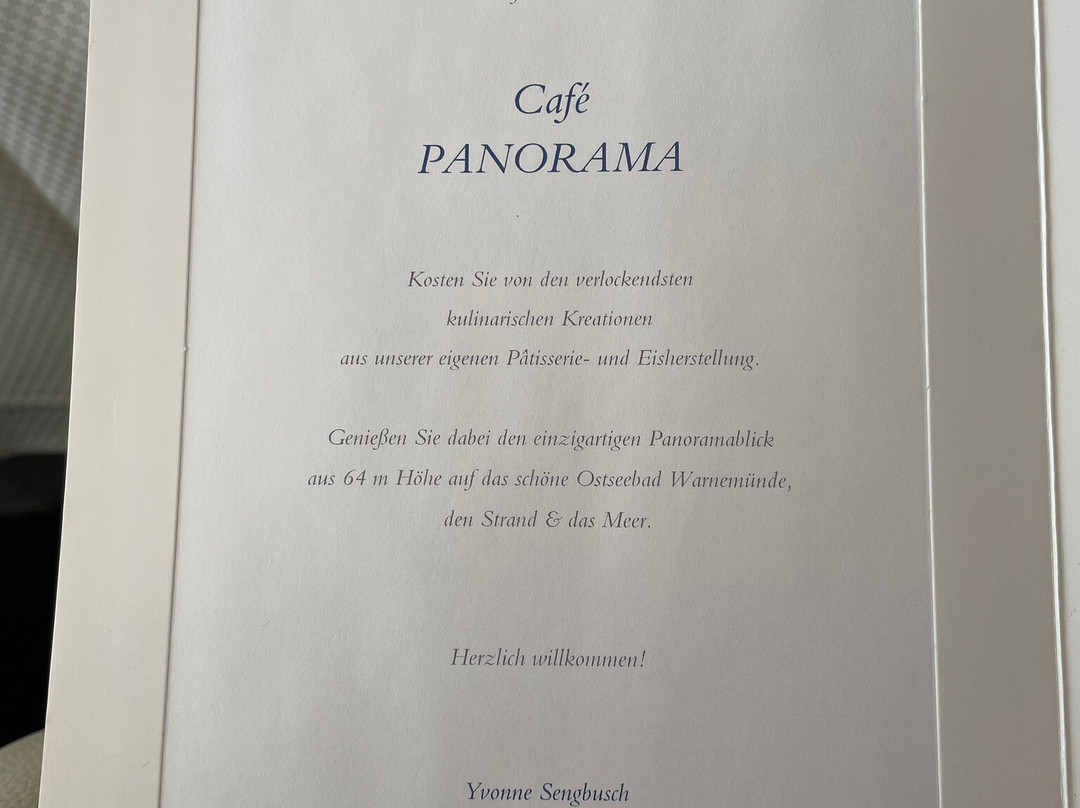 Café
PANORAMA
Kosten Sie von den verlockendsten
kulinarischen Kreationen
aus unserer eigenen Pâtisserie- und Eisherstellung.
Genießen Sie dabei den einzigartigen Panoramablick
aus 64 m Höhe auf das schöne Ostseebad Warnemünde,
den Strand & das Meer.
Herzlich willkommen!
Yvonne Sengbusch